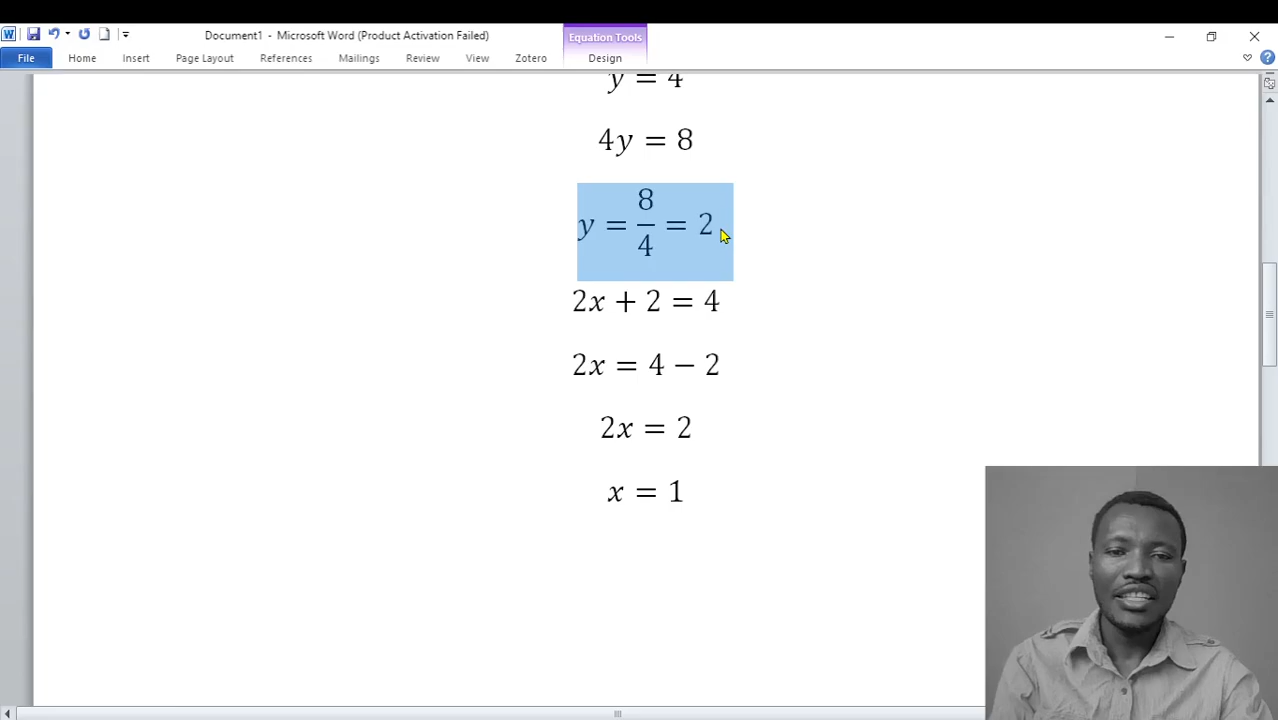 Document1 - Microsoft Word (Product Activation Failed)
Equation Tools
File Home Insert Page Layout References Mailings Review View Zotero Design
y = 4
4y = 8
y = 8/4 = 2
2x + 2 = 4
2x = 4 − 2
2x = 2
x = 1